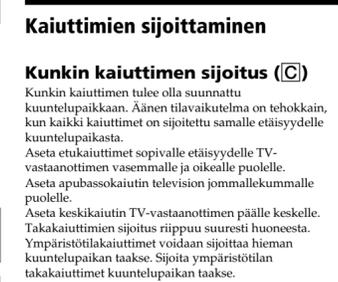 Kaiuttimien sijoittaminen
Kunkin kaiuttimen sijoitus (C)
Kunkin kaiuttimen tulee olla suunnattu
kuuntelupaikkaan. Äänen tilavaikutelma on tehokkain,
kun kaikki kaiuttimet on sijoitettu samalle etäisyydelle
kuuntelupaikasta.
Aseta etukaiuttimet sopivalle etäisyydelle TV-
vastaanottimen vasemmalle ja oikealle puolelle.
Aseta apubassokaiutin television jommallekummalle
puolelle.
Aseta keskikaiutin TV-vastaanottimen päälle keskelle.
Takakaiuttimien sijoitus riippuu suuresti huoneesta.
Ympäristötilakaiuttimet voidaan sijoittaa hieman
kuuntelupaikan taakse. Sijoita ympäristötilan
takakaiuttimet kuuntelupaikan taakse.